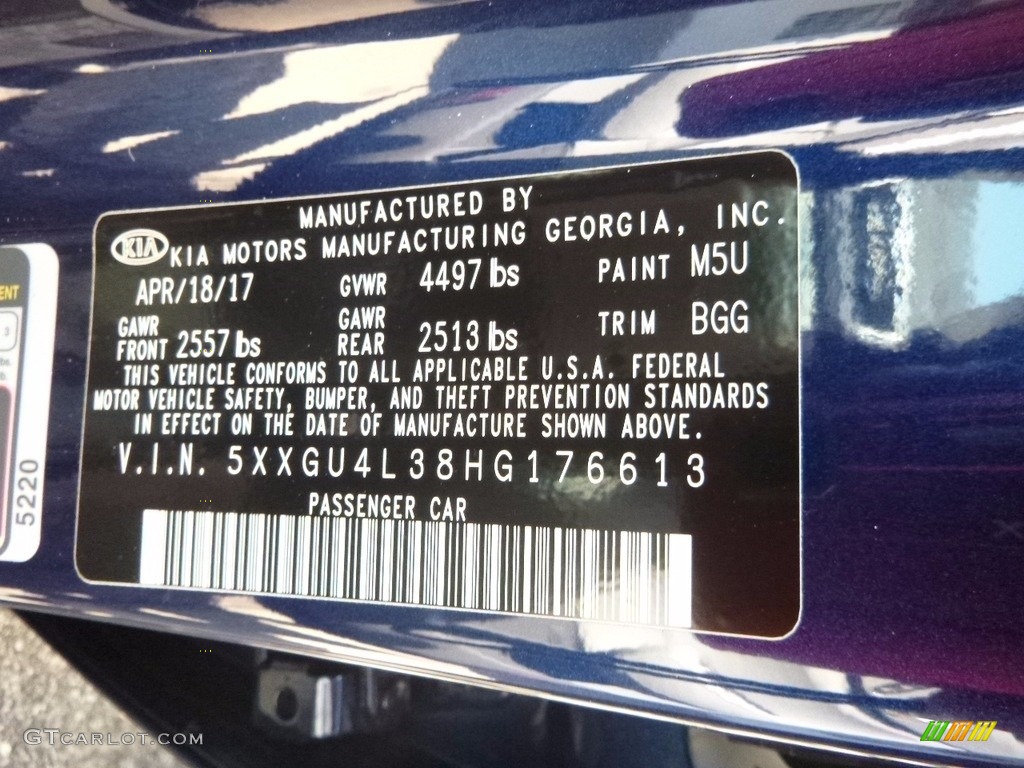 MANUFACTURED BY
KIA KIA MOTORS MANUFACTURING GEORGIA, INC.
APR/18/17 GVWR 4497 lbs PAINT M5U
GAWR FRONT 2557 lbs GAWR REAR 2513 lbs TRIM BGG
THIS VEHICLE CONFORMS TO ALL APPLICABLE U.S.A. FEDERAL
MOTOR VEHICLE SAFETY, BUMPER, AND THEFT PREVENTION STANDARDS
IN EFFECT ON THE DATE OF MANUFACTURE SHOWN ABOVE.
V.I.N. 5XXGU4L38HG176613
PASSENGER CAR
ENT
3
5220
GTCARLOT.COM